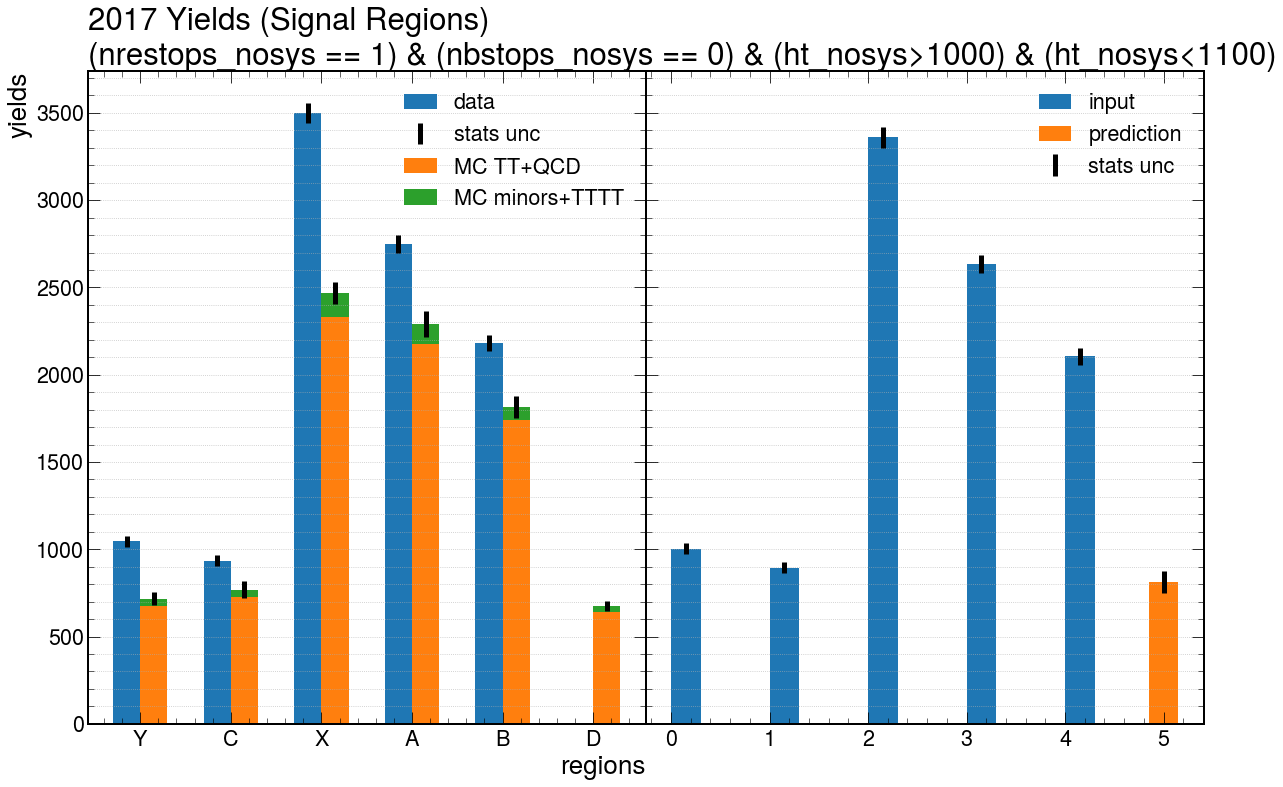 2017 Yields (Signal Regions)
(nrestops_nosys == 1) & (nbstops_nosys == 0) & (ht_nosys>1000) & (ht_nosys<1100)
yields
3500
3000
2500
2000
1500
1000
500
0
data
stats unc
MC TT+QCD
MC minors+TTTT
input
prediction
stats unc
Y C X A B D
0 1 2 3 4 5
regions